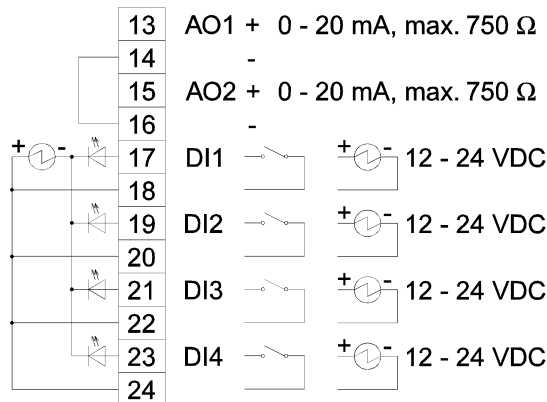 13 AO1 + 0 - 20 mA, max. 750 Ω
14 -
15 AO2 + 0 - 20 mA, max. 750 Ω
16 -
+ - 17 DI1 + - 12 - 24 VDC
18
19 DI2 + - 12 - 24 VDC
20
21 DI3 + - 12 - 24 VDC
22
23 DI4 + - 12 - 24 VDC
24